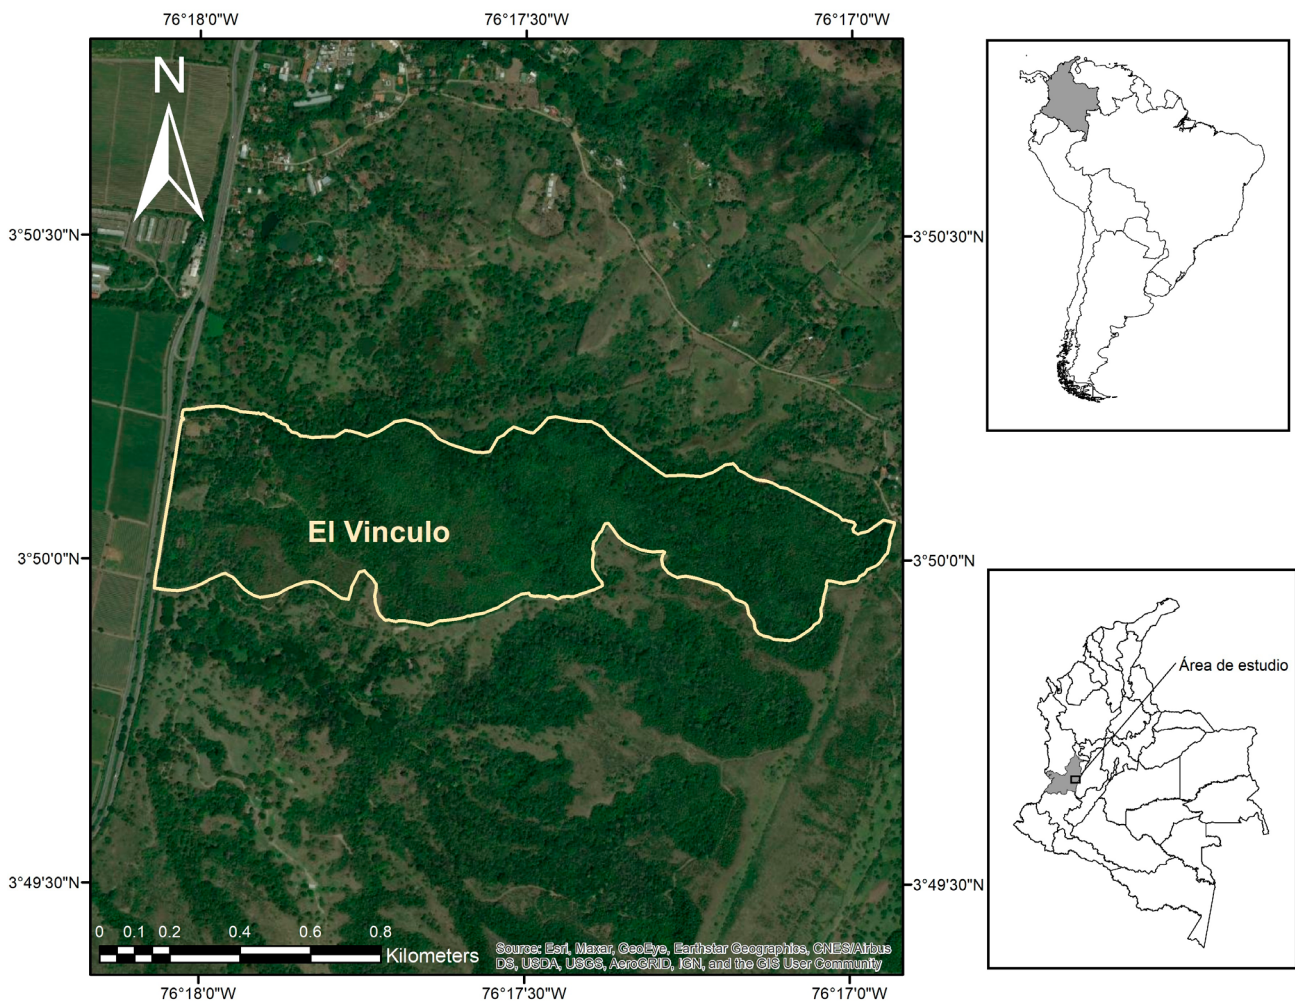 76°18'0"W 76°17'30"W 76°17'0"W
N
3°50'30"N 3°50'30"N
El Vinculo
3°50'0"N 3°50'0"N
Área de estudio
3°49'30"N 3°49'30"N
0 0.1 0.2 0.4 0.6 0.8
Kilometers
Source: Esri, Maxar, GeoEye, Earthstar Geographics, CNES/Airbus
DS, USDA, USGS, AeroGRID, IGN, and the GIS User Community
76°18'0"W 76°17'30"W 76°17'0"W